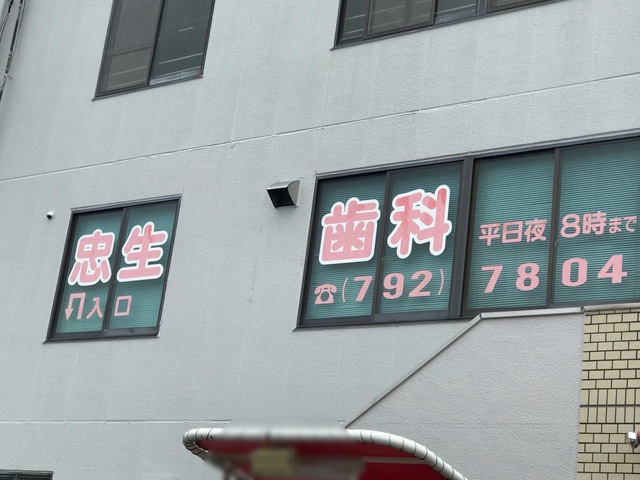 忠生
入口
歯科
平日夜8時まで
☎(792)7804